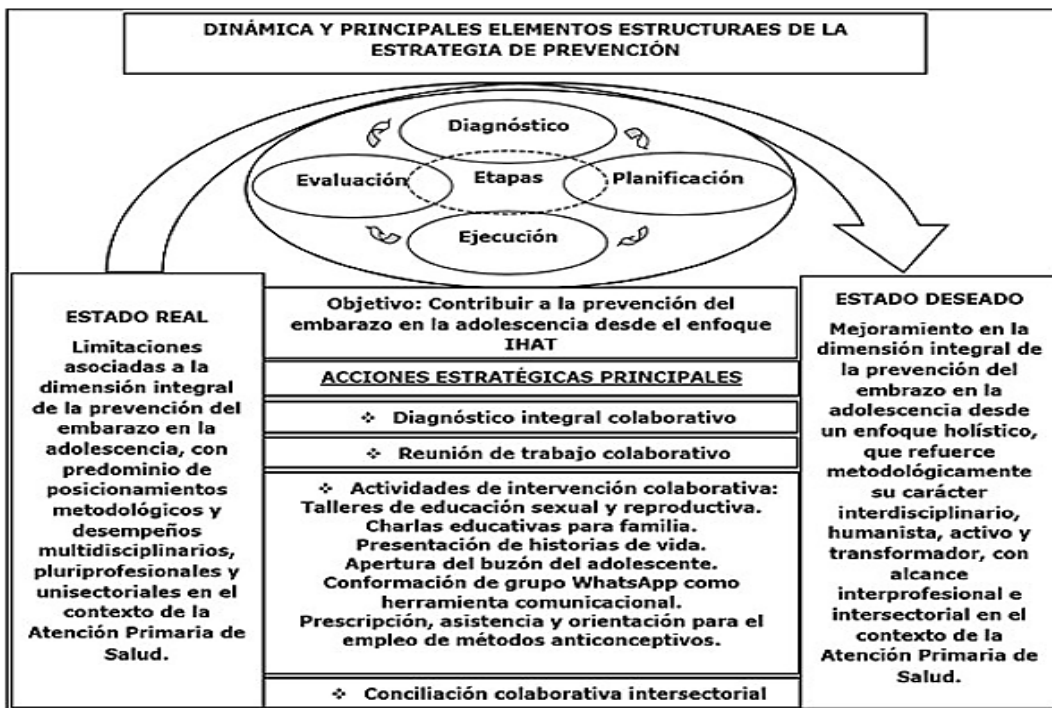 DINÁMICA Y PRINCIPALES ELEMENTOS ESTRUCTURAES DE LA
ESTRATEGIA DE PREVENCIÓN
Diagnóstico
Evaluación
Etapas
Planificación
Ejecución
ESTADO REAL
Limitaciones
asociadas a la
dimensión integral
de la prevención del
embarazo en la
adolescencia, con
predominio de
posicionamientos
metodológicos y
desempeños
multidisciplinarios,
pluriprofesionales y
unisectoriales en el
contexto de la
Atención Primaria de
Salud.
Objetivo: Contribuir a la prevención del
embarazo en la adolescencia desde el enfoque
IHAT
ACCIONES ESTRATÉGICAS PRINCIPALES
❖ Diagnóstico integral colaborativo
❖ Reunión de trabajo colaborativo
❖ Actividades de intervención colaborativa:
Talleres de educación sexual y reproductiva.
Charlas educativas para familia.
Presentación de historias de vida.
Apertura del buzón del adolescente.
Conformación de grupo WhatsApp como
herramienta comunicacional.
Prescripción, asistencia y orientación para el
empleo de métodos anticonceptivos.
❖ Conciliación colaborativa intersectorial
ESTADO DESEADO
Mejoramiento en la
dimensión integral de
la prevención del
embrazo en la
adolescencia desde
un enfoque holístico,
que refuerce
metodológicamente
su carácter
interdisciplinario,
humanista, activo y
transformador, con
alcance
interprofesional e
intersectorial en el
contexto de la
Atención Primaria de
Salud.